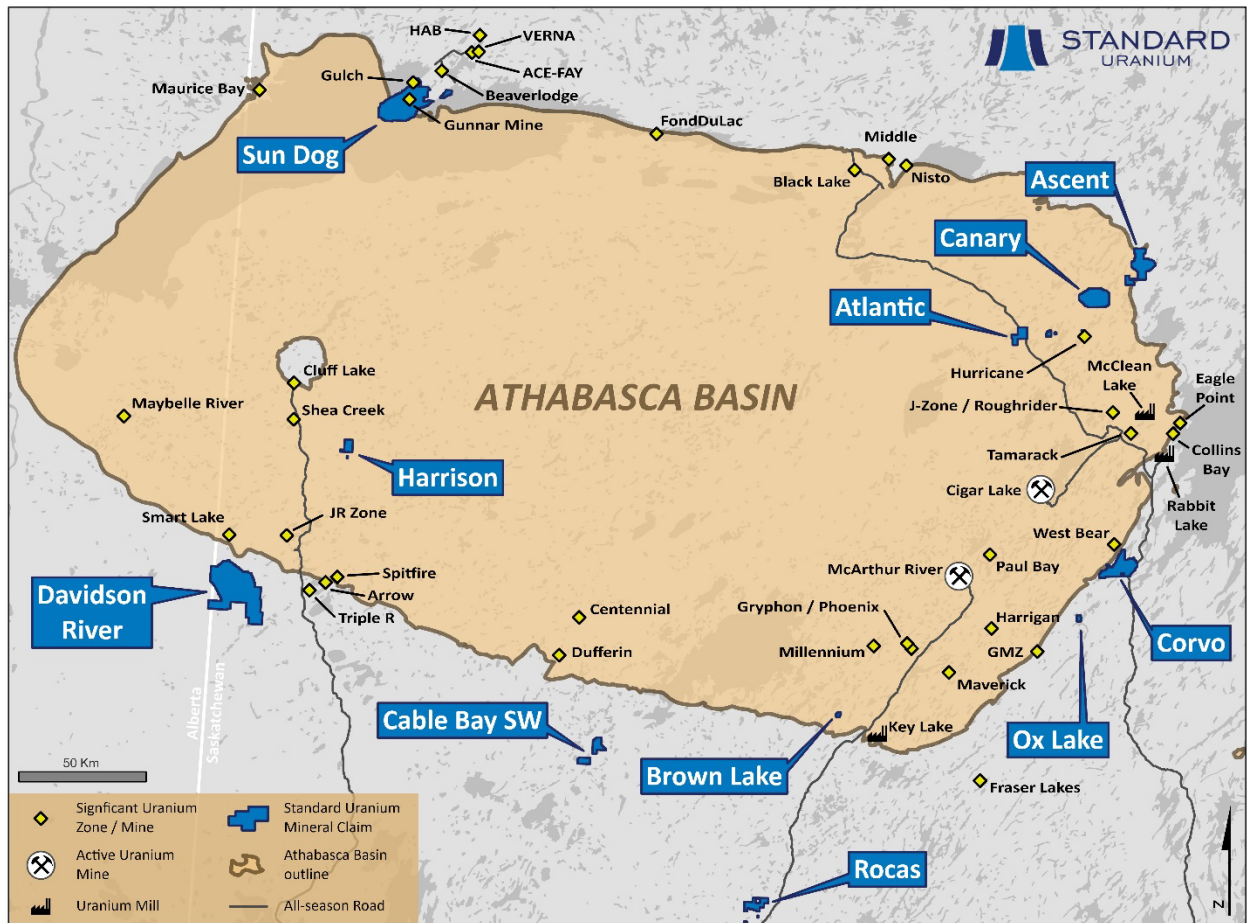 HAB
VERNA
STANDARD
URANIUM
ACE-FAY
Gulch
Maurice Bay
Beaverlodge
Gunnar Mine
Sun Dog
FondDuLac
Middle
Black Lake
Nisto
Ascent
Canary
Atlantic
Hurricane
McClean
Lake
Eagle
Point
Cluff Lake
ATHABASCA BASIN
Maybelle River
Shea Creek
J-Zone / Roughrider
Tamarack
Collins
Bay
Harrison
Cigar Lake
Rabbit
Lake
Smart Lake
JR Zone
West Bear
Paul Bay
McArthur River
Spitfire
Arrow
Triple R
Davidson
River
Centennial
Gryphon / Phoenix
Harrigan
Corvo
Dufferin
Millennium
GMZ
Maverick
Alberta
Saskatchewan
Cable Bay SW
Key Lake
Ox Lake
Brown Lake
Fraser Lakes
50 Km
Signficant Uranium
Zone / Mine
Standard Uranium
Mineral Claim
Active Uranium
Mine
Athabasca Basin
outline
Uranium Mill
All-season Road
Rocas
N